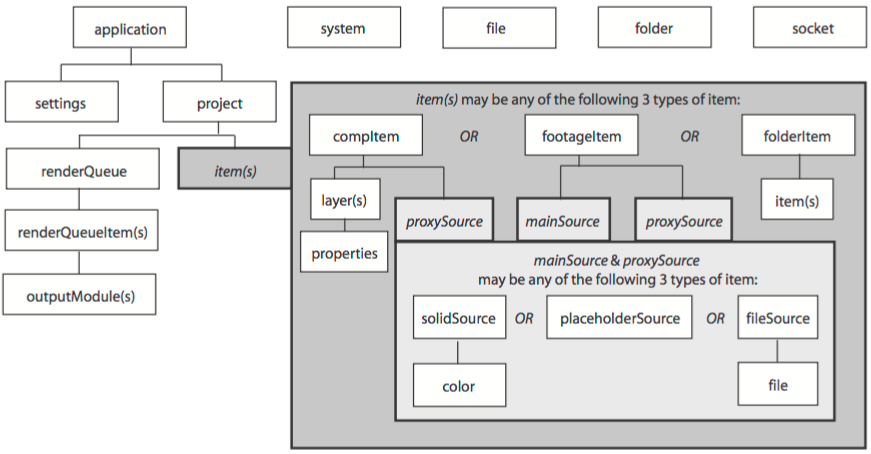 application
system
file
folder
socket
settings
project
item(s) may be any of the following 3 types of item:
compItem
OR
footageItem
OR
folderItem
renderQueue
item(s)
layer(s)
item(s)
proxySource
mainSource
proxySource
renderQueueItem(s)
properties
mainSource & proxySource
may be any of the following 3 types of item:
outputModule(s)
solidSource
OR
placeholderSource
OR
fileSource
color
file